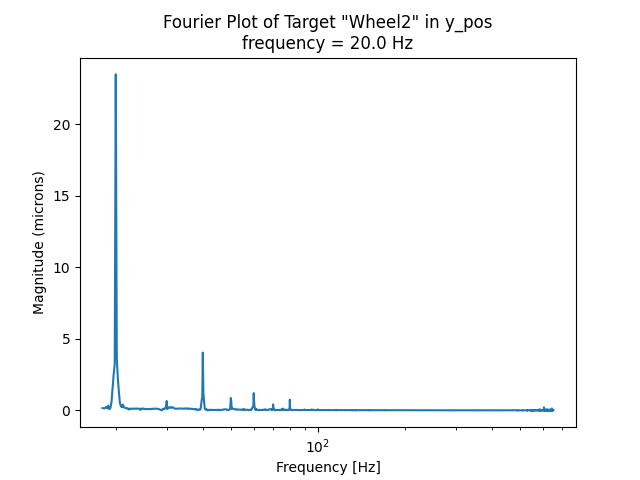 Fourier Plot of Target "Wheel2" in y_pos
frequency = 20.0 Hz
Magnitude (microns)
20
15
10
5
0
10²
Frequency [Hz]